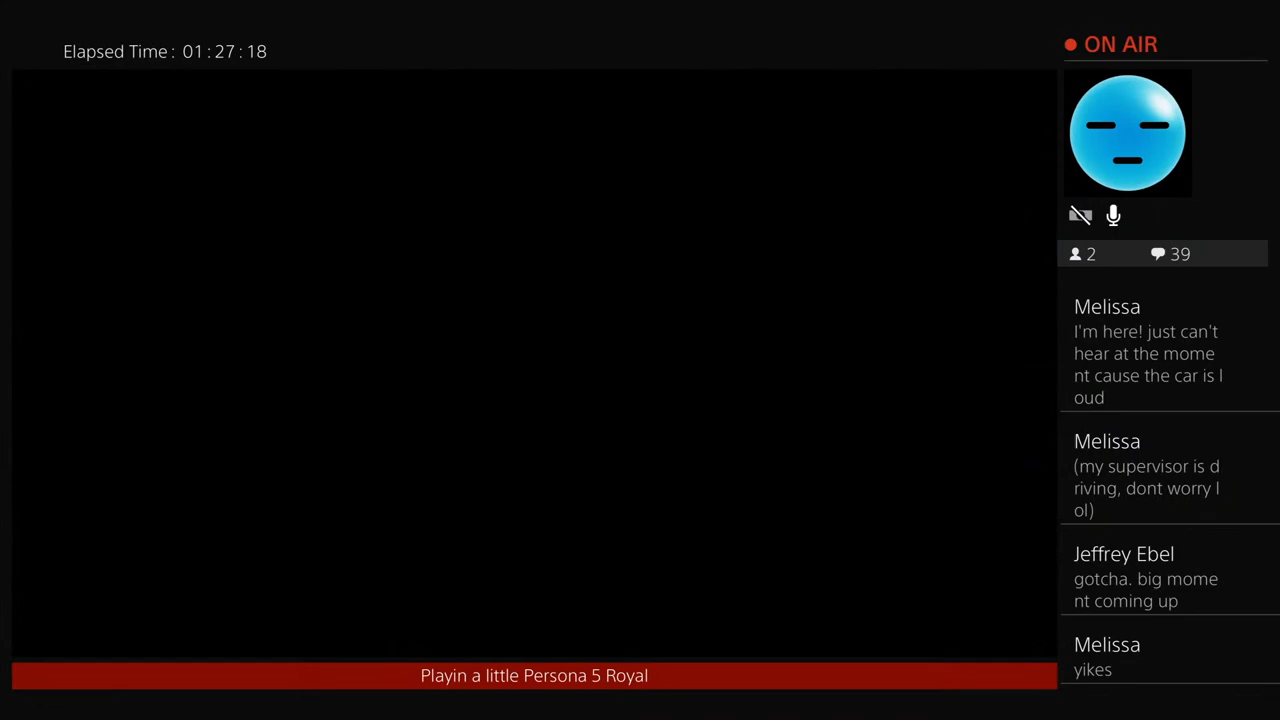 Elapsed Time: 01:27:18
ON AIR
2 39
Melissa
I'm here! just can't
hear at the mome
nt cause the car is l
oud
Melissa
(my supervisor is d
riving, dont worry l
ol)
Jeffrey Ebel
gotcha. big mome
nt coming up
Melissa
yikes
Playin a little Persona 5 Royal